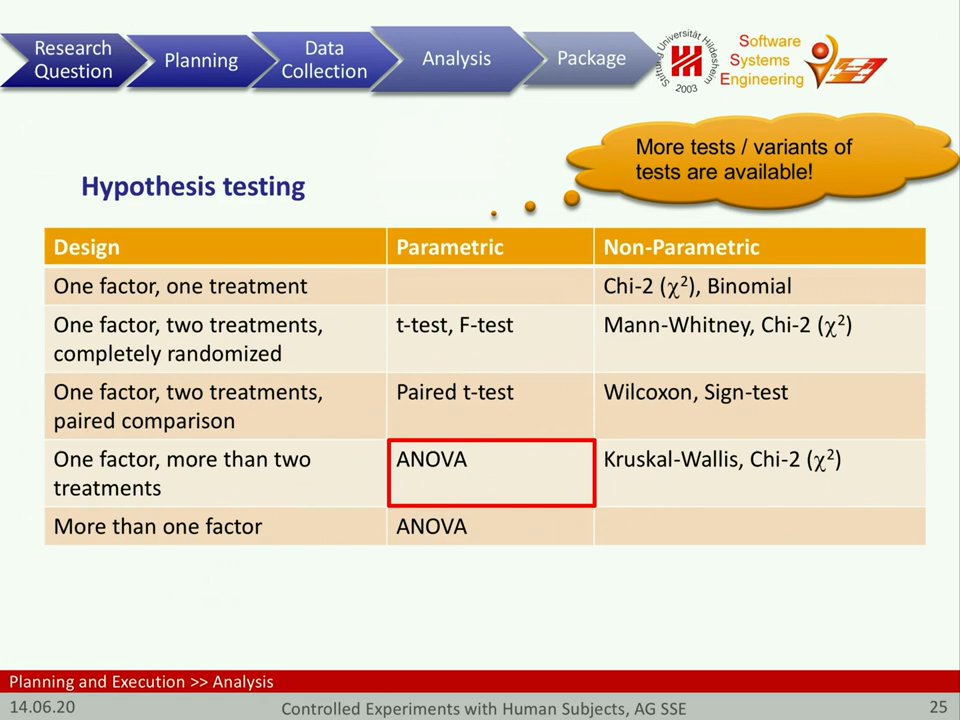 Research
Question
Planning
Data
Collection
Analysis
Package
Stiftung Universität Hildesheim
2003
Software
Systems
Engineering
More tests / variants of
tests are available!
Hypothesis testing
Design Parametric Non-Parametric
One factor, one treatment Chi-2 (χ²), Binomial
One factor, two treatments,
completely randomized
t-test, F-test
Mann-Whitney, Chi-2 (χ²)
One factor, two treatments,
paired comparison
Paired t-test
Wilcoxon, Sign-test
One factor, more than two
treatments
ANOVA
Kruskal-Wallis, Chi-2 (χ²)
More than one factor ANOVA
Planning and Execution >> Analysis
14.06.20 Controlled Experiments with Human Subjects, AG SSE 25